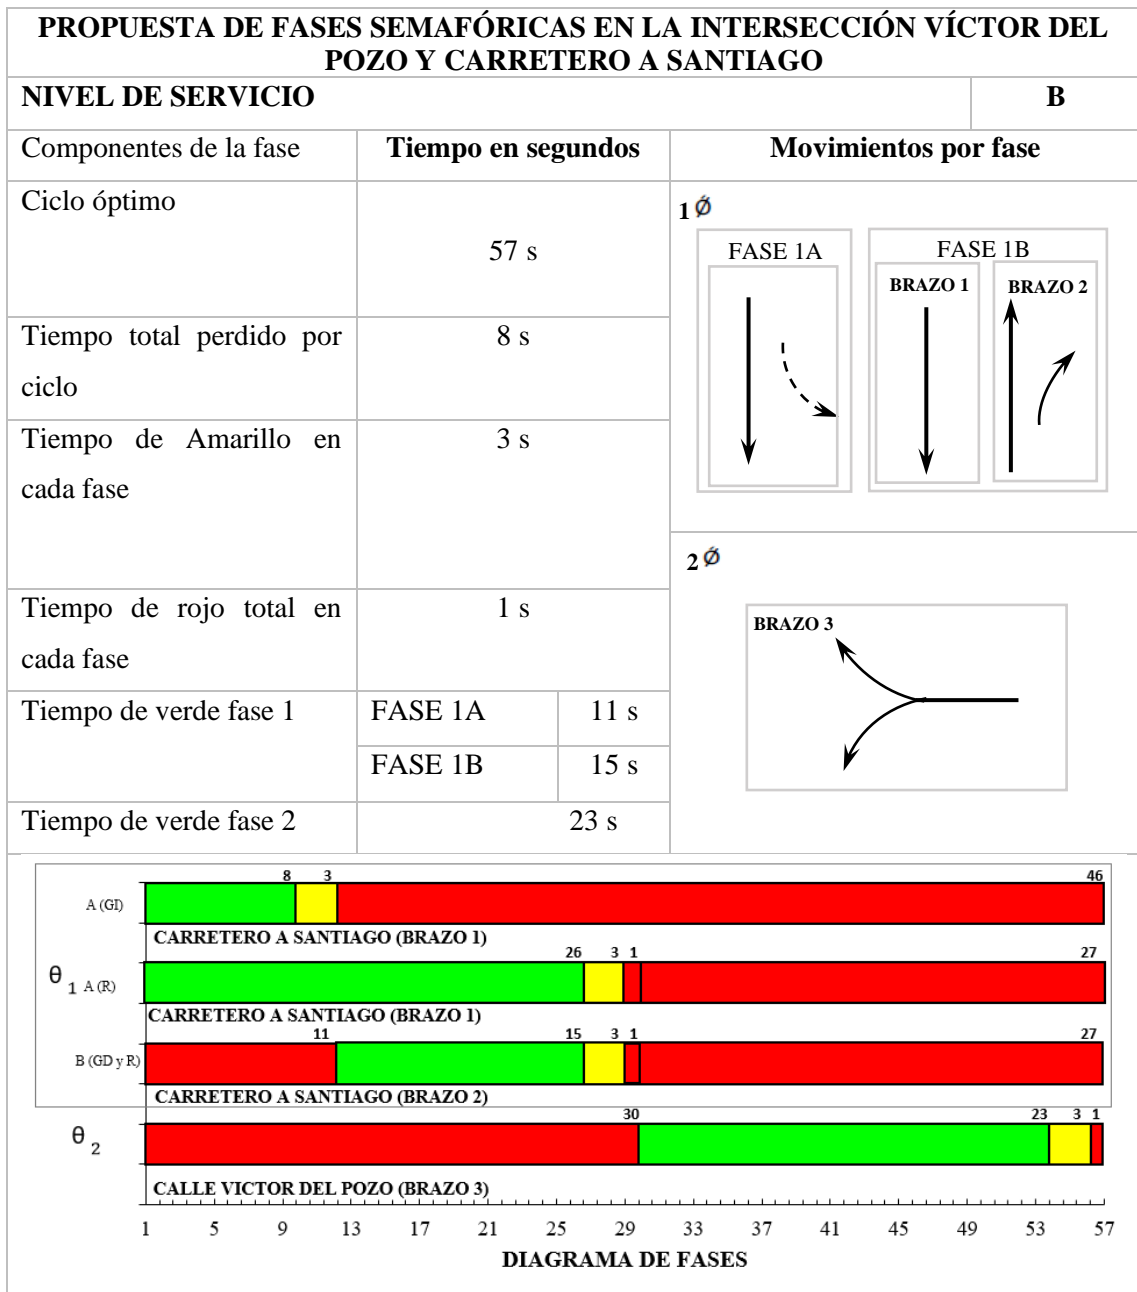 PROPUESTA DE FASES SEMAFÓRICAS EN LA INTERSECCIÓN VÍCTOR DEL
POZO Y CARRETERO A SANTIAGO
NIVEL DE SERVICIO B
Componentes de la fase Tiempo en segundos Movimientos por fase
Ciclo óptimo
57 s
Tiempo total perdido por
ciclo
8 s
Tiempo de Amarillo en
cada fase
3 s
Tiempo de rojo total en
cada fase
1 s
Tiempo de verde fase 1
FASE 1A 11 s
FASE 1B 15 s
Tiempo de verde fase 2 23 s
1 Ø
FASE 1A
FASE 1B
BRAZO 1
BRAZO 2
2 Ø
BRAZO 3
8 3 46
A (GI)
CARRETERO A SANTIAGO (BRAZO 1)
26 3 1 27
θ 1 A (R)
CARRETERO A SANTIAGO (BRAZO 1)
11 15 3 1 27
B (GD y R)
CARRETERO A SANTIAGO (BRAZO 2)
30 23 3 1
θ 2
CALLE VICTOR DEL POZO (BRAZO 3)
1 5 9 13 17 21 25 29 33 37 41 45 49 53 57
DIAGRAMA DE FASES